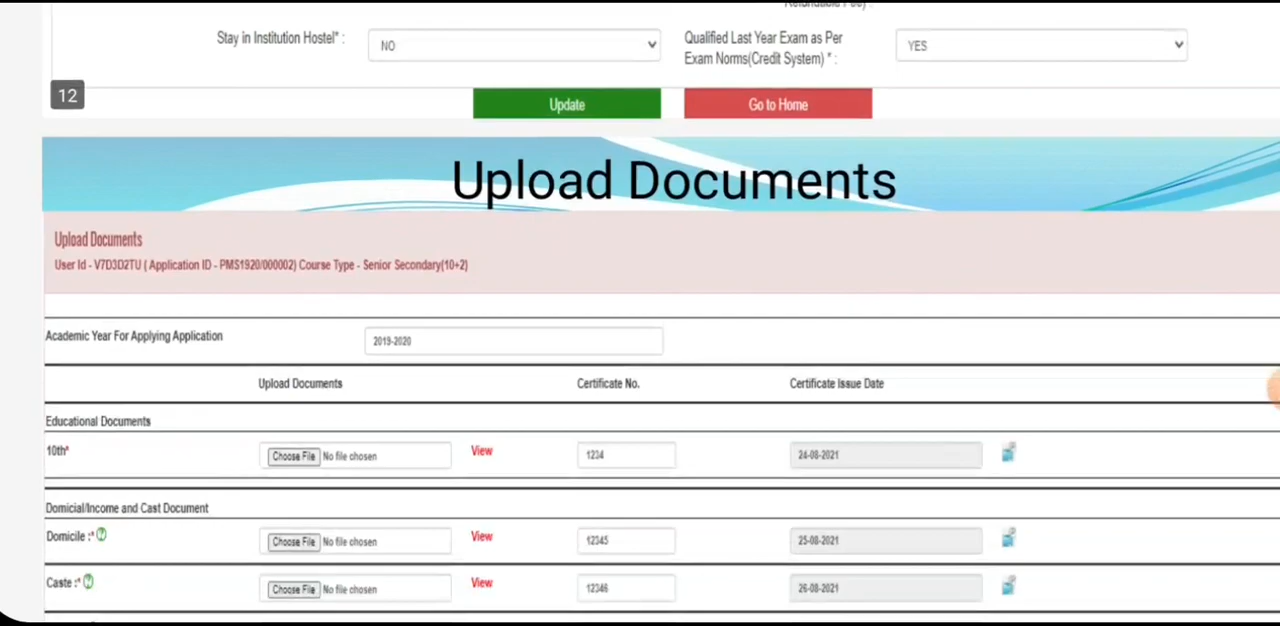 Stay in Institution Hostel* :
NO
Qualified Last Year Exam as Per
Exam Norms(Credit System) * :
YES
12
Update
Go to Home
Upload Documents
Upload Documents
User Id - V7D3D2TU ( Application ID - PMS1920/000002) Course Type - Senior Secondary(10+2)
Academic Year For Applying Application
2019-2020
Upload Documents
Certificate No.
Certificate Issue Date
Educational Documents
10th*
Choose File No file chosen
View
1234
24-08-2021
Domicial/Income and Cast Document
Domicile :*
Choose File No file chosen
View
12345
25-08-2021
Caste :*
Choose File No file chosen
View
12346
26-08-2021